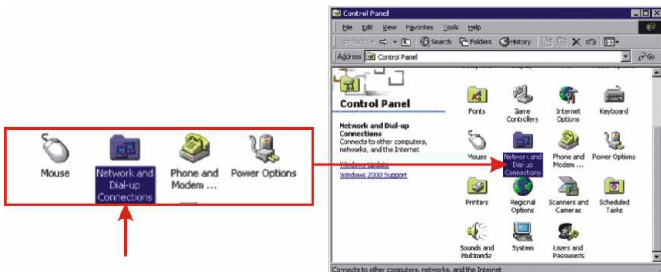 Mouse
Network and
Dial-up
Connections
Phone and
Modem ...
Power Options
Control Panel
File Edit View Favorites Tools Help
Search Folders History
Address Control Panel Go
Control Panel
Network and Dial-up
Connections
Connects to other computers,
networks, and the Internet
Windows Update
Windows 2000 Support
Fonts
Game
Controllers
Internet
Options
Keyboard
Mouse
Network and
Dial-up
Connections
Phone and
Modem ...
Power Options
Printers
Regional
Options
Scanners and
Cameras
Scheduled
Tasks
Sounds and
Multimedia
System
Users and
Passwords
Connects to other computers, networks, and the Internet